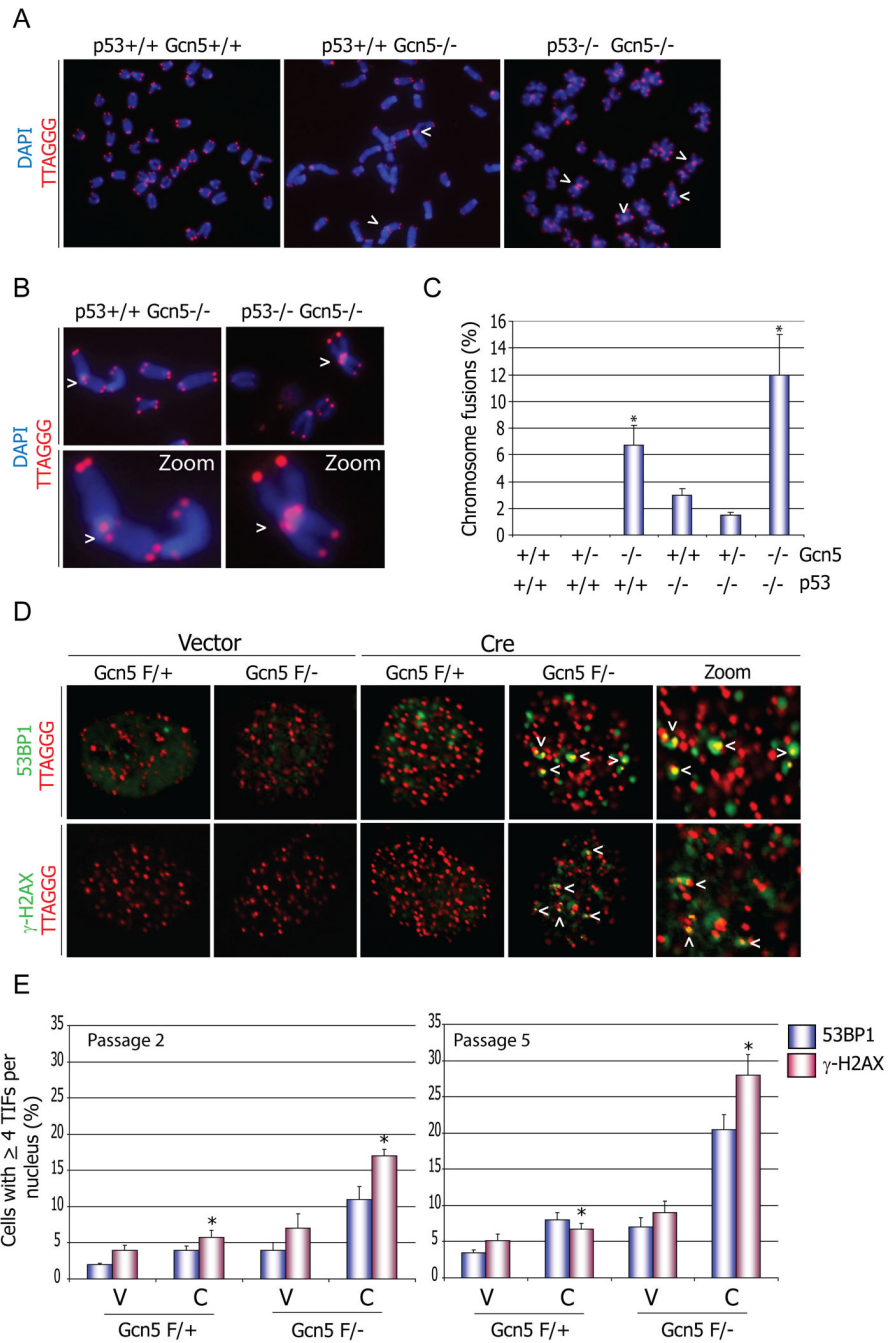 A
p53+/+ Gcn5+/+
p53+/+ Gcn5-/-
p53-/- Gcn5-/-
DAPI
TTAGGG
B
p53+/+ Gcn5-/-
p53-/- Gcn5-/-
DAPI
TTAGGG
Zoom
Zoom
C
Chromosome fusions (%)
16
14
12
10
8
6
4
2
* *
+/+ +/- -/- +/+ +/- -/- Gcn5
+/+ +/+ +/+ -/- -/- -/- p53
D
Vector
Cre
Gcn5 F/+
Gcn5 F/-
Gcn5 F/+
Gcn5 F/-
Zoom
53BP1
TTAGGG
γ-H2AX
TTAGGG
E
Cells with ≥ 4 TIFs per
nucleus (%)
Passage 2
35
30
25
20
15
10
5
0
* *
V C V C
Gcn5 F/+ Gcn5 F/-
Passage 5
35
30
25
20
15
10
5
0
* *
V C V C
Gcn5 F/+ Gcn5 F/-
53BP1
γ-H2AX